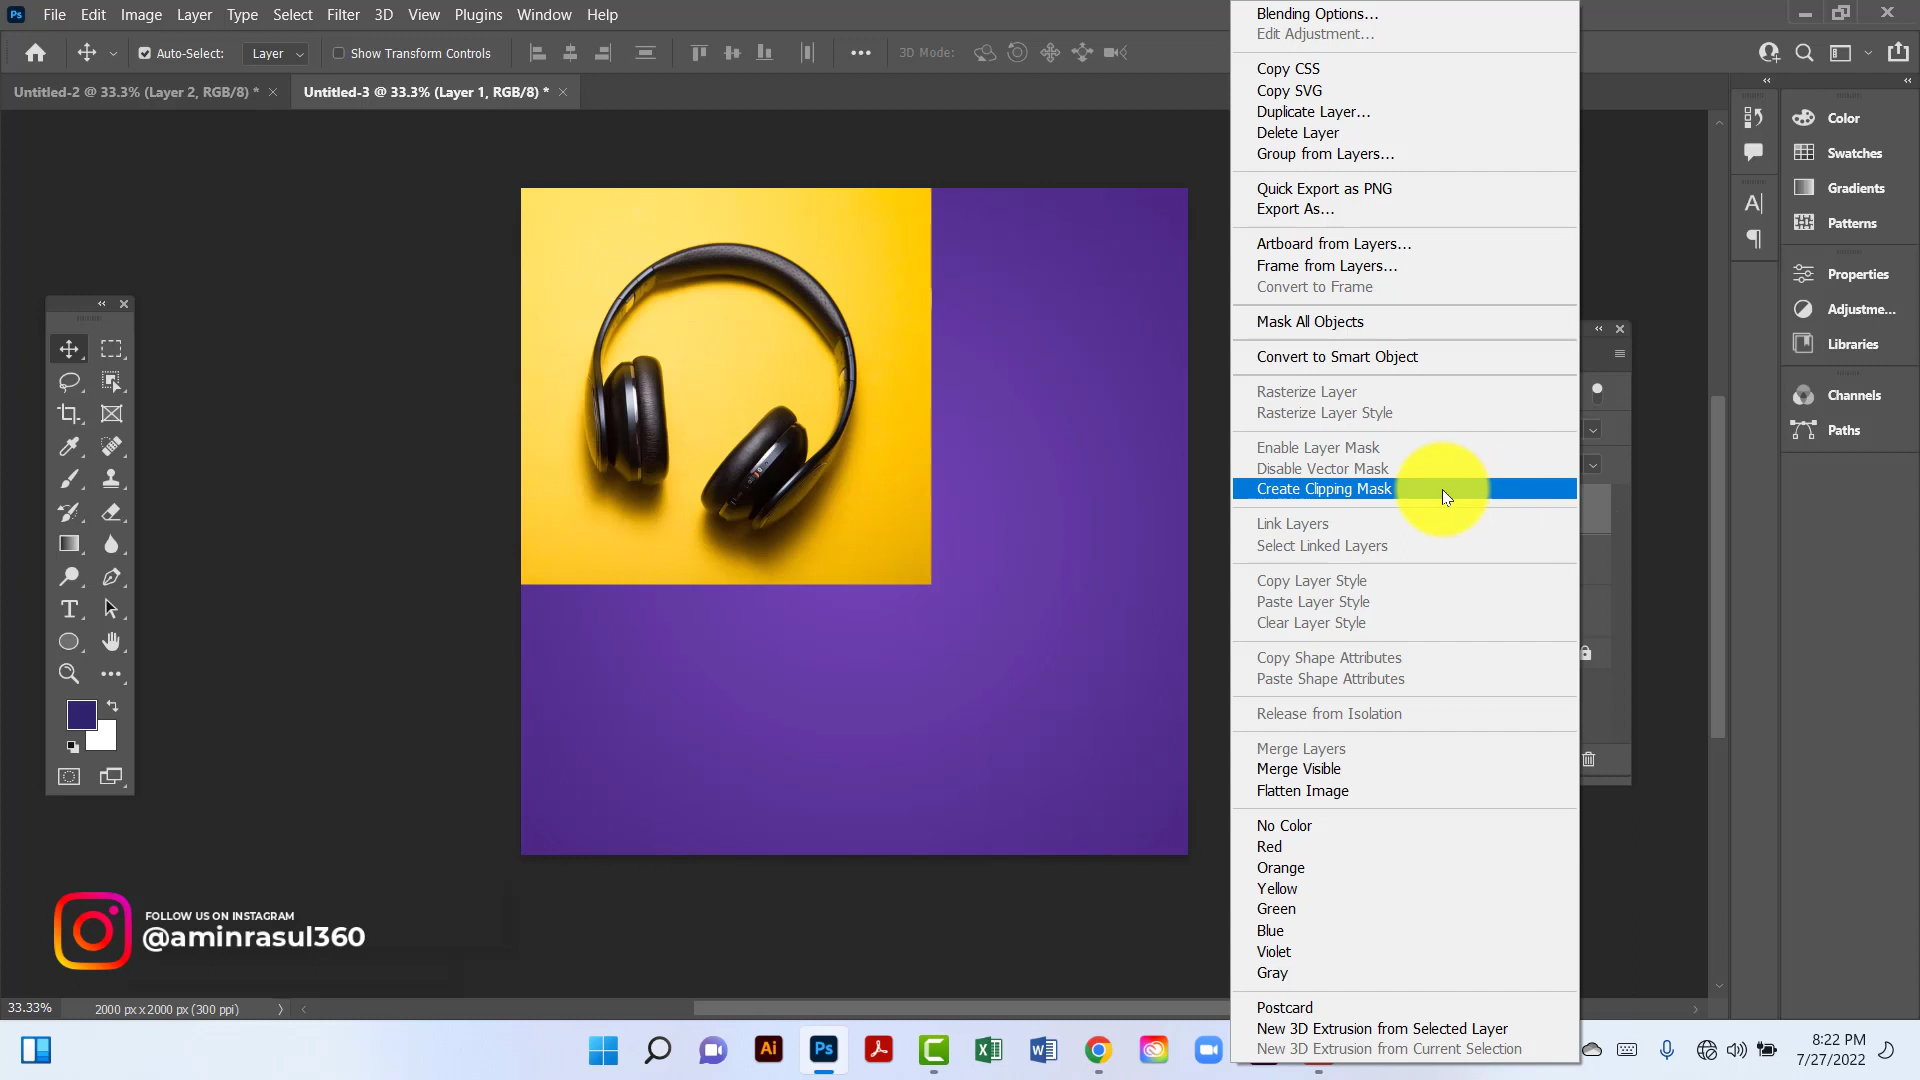 Ps File Edit Image Layer Type Select Filter 3D View Plugins Window Help
Auto-Select: Layer Show Transform Controls 3D Mode:
Untitled-2 @ 33.3% (Layer 2, RGB/8) * Untitled-3 @ 33.3% (Layer 1, RGB/8) *
Blending Options...
Edit Adjustment...
Copy CSS
Copy SVG
Duplicate Layer...
Delete Layer
Group from Layers...
Quick Export as PNG
Export As...
Artboard from Layers...
Frame from Layers...
Convert to Frame
Mask All Objects
Convert to Smart Object
Rasterize Layer
Rasterize Layer Style
Enable Layer Mask
Disable Vector Mask
Create Clipping Mask
Link Layers
Select Linked Layers
Copy Layer Style
Paste Layer Style
Clear Layer Style
Copy Shape Attributes
Paste Shape Attributes
Release from Isolation
Merge Layers
Merge Visible
Flatten Image
No Color
Red
Orange
Yellow
Green
Blue
Violet
Gray
Postcard
New 3D Extrusion from Selected Layer
New 3D Extrusion from Current Selection
Color
Swatches
Gradients
Patterns
Properties
Adjustme...
Libraries
Channels
Paths
FOLLOW US ON INSTAGRAM
@aminrasul360
33.33% 2000 px x 2000 px (300 ppi)
Ai Ps
8:22 PM
7/27/2022